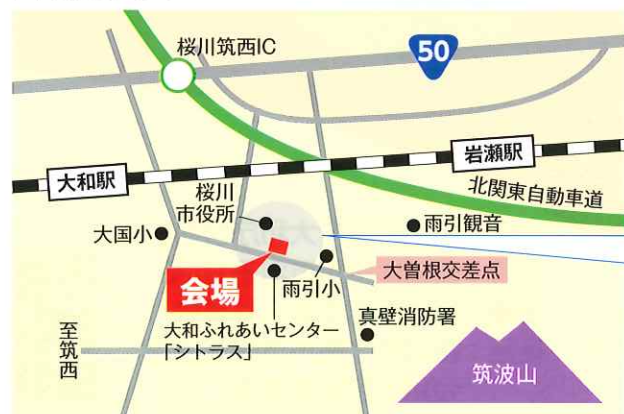 桜川筑西IC
50
岩瀬駅
大和駅
北関東自動車道
桜川
市役所
大国小
雨引観音
大曽根交差点
会場
雨引小
大和ふれあいセンター
「シトラス」
真壁消防署
至筑西
筑波山